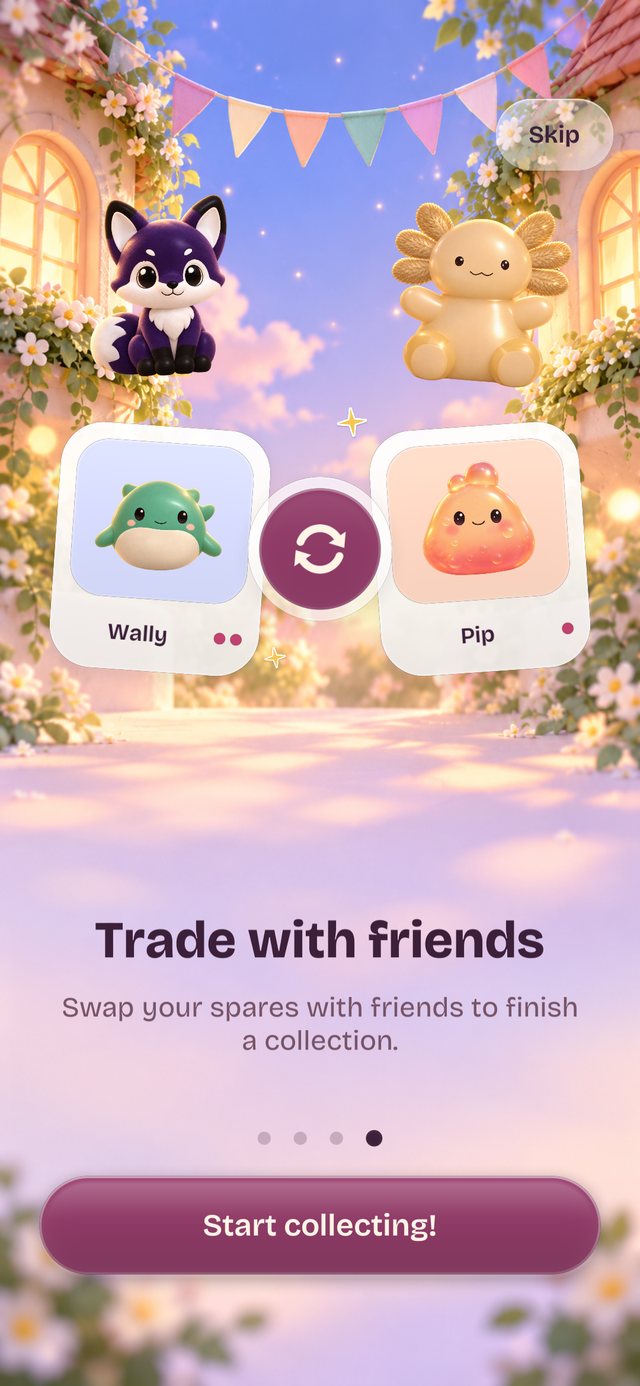 Skip
Wally
Pip
Trade with friends
Swap your spares with friends to finish
a collection.
Start collecting!